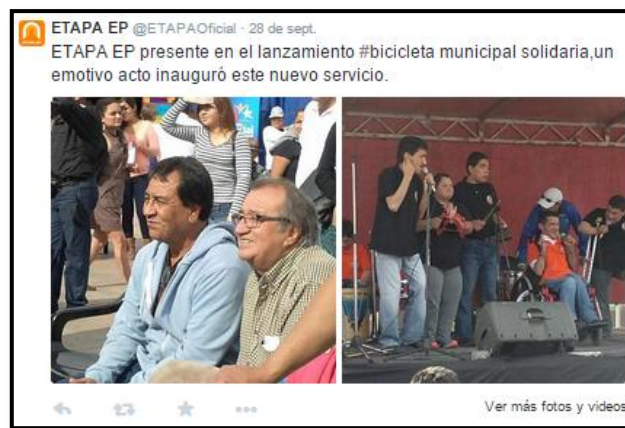 ETAPA EP @ETAPAOficial · 28 de sept.
ETAPA EP presente en el lanzamiento #bicicleta municipal solidaria,un
emotivo acto inauguró este nuevo servicio.
Ver más fotos y videos